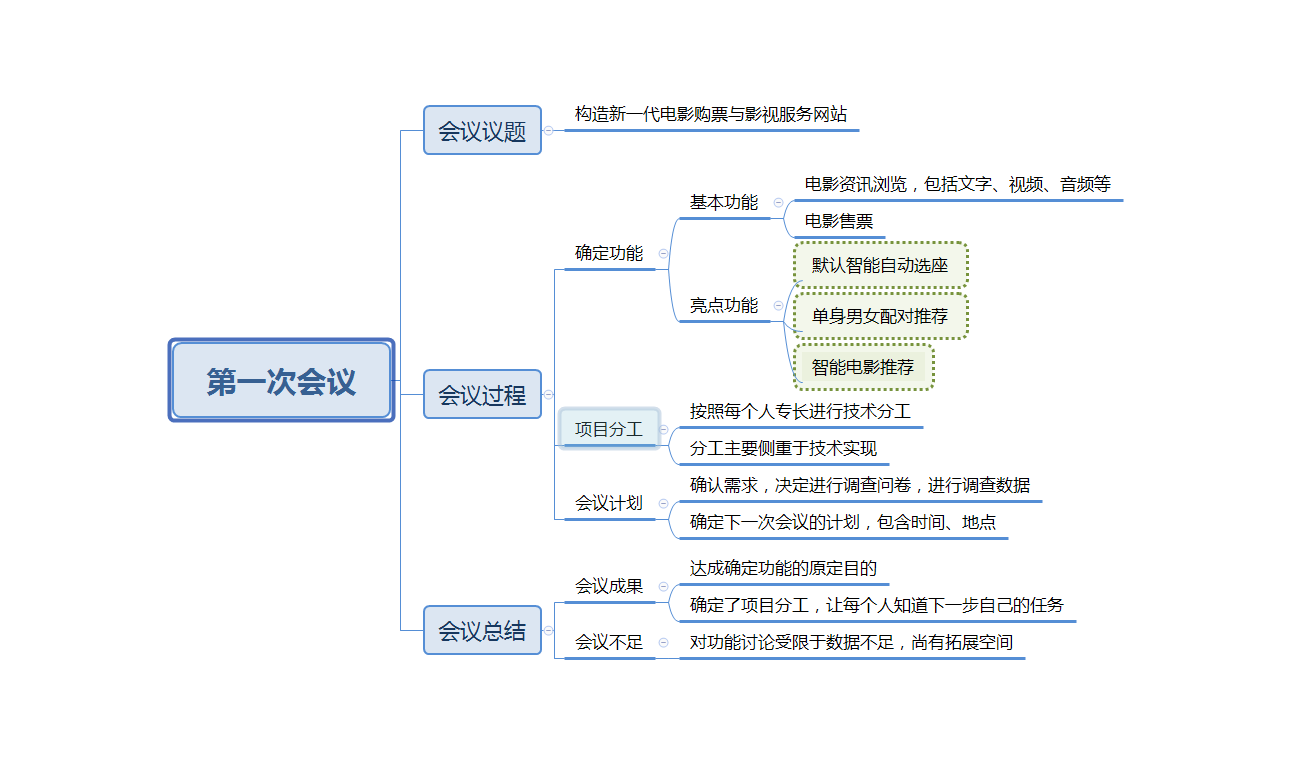 第一次会议
会议议题
构造新一代电影购票与影视服务网站
会议过程
确定功能
基本功能
电影资讯浏览，包括文字、视频、音频等
电影售票
亮点功能
默认智能自动选座
单身男女配对推荐
智能电影推荐
项目分工
按照每个人专长进行技术分工
分工主要侧重于技术实现
会议计划
确认需求，决定进行调查问卷，进行调查数据
确定下一次会议的计划，包含时间、地点
会议总结
会议成果
达成确定功能的原定目的
确定了项目分工，让每个人知道下一步自己的任务
会议不足
对功能讨论受限于数据不足，尚有拓展空间